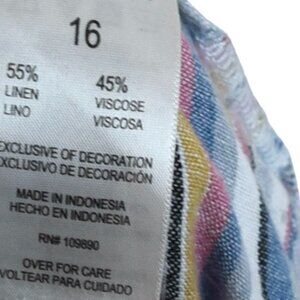 16
55% 45%
LINEN VISCOSE
LINO VISCOSA
EXCLUSIVE OF DECORATION
EXCLUSIVO DE DECORACIÓN
MADE IN INDONESIA
HECHO EN INDONESIA
RN# 109890
OVER FOR CARE
VOLTEAR PARA CUIDADO